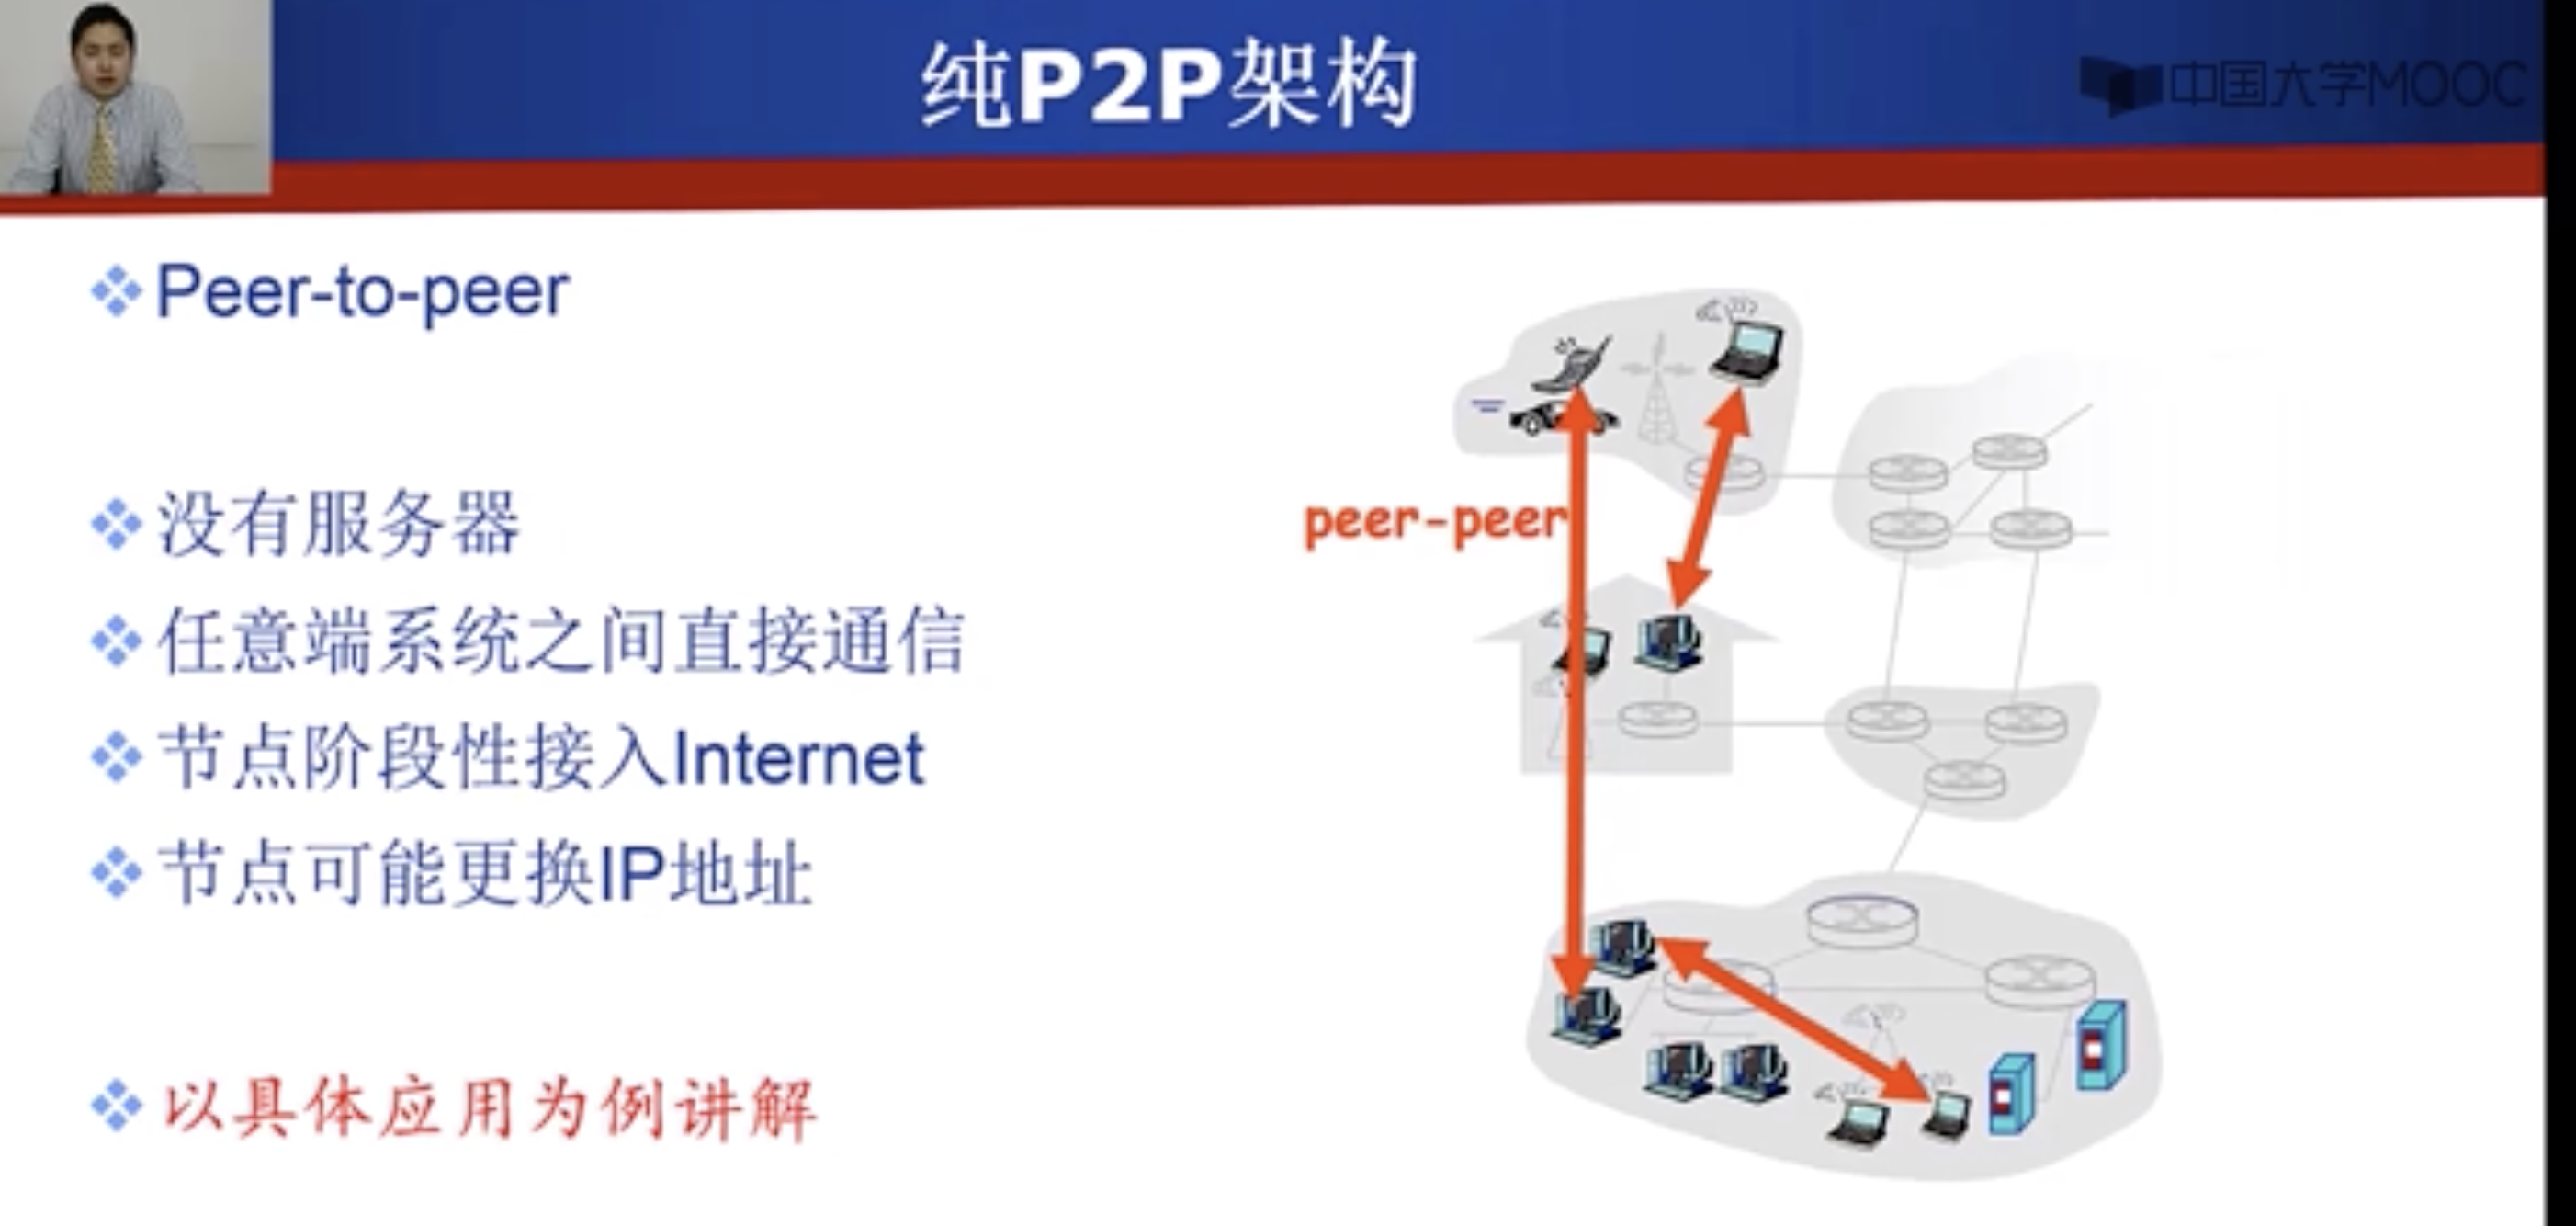 纯P2P架构
中国大学MOOC
Peer-to-peer
没有服务器
任意端系统之间直接通信
节点阶段性接入Internet
节点可能更换IP地址
以具体应用为例讲解
peer-peer